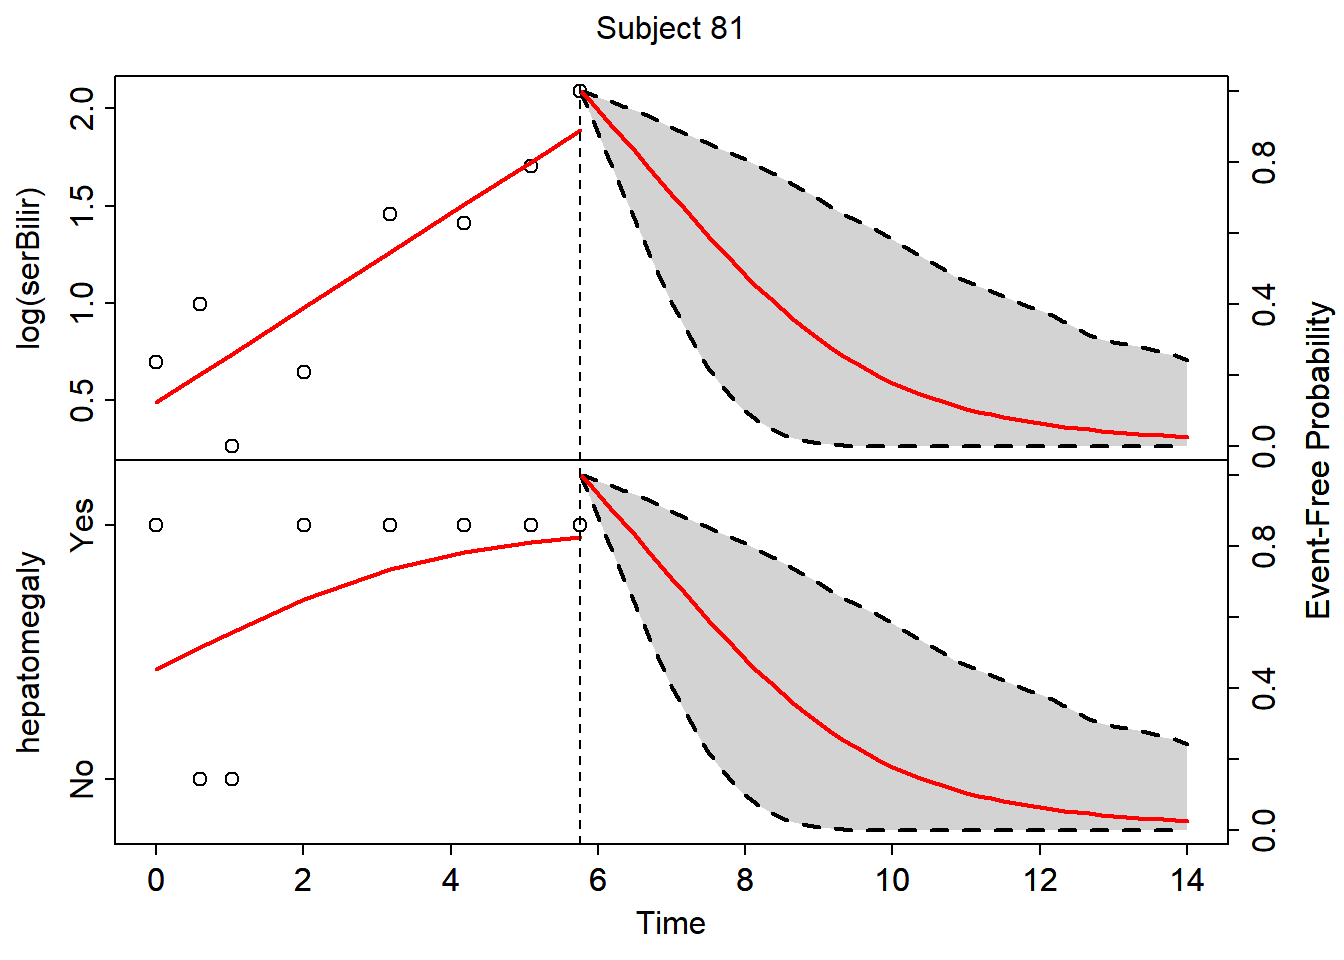 Subject 81
log(serBilir)
2.0
1.5
1.0
0.5
0.8
0.4
0.0
hepatomegaly
Yes
No
0.8
0.4
0.0
Event-Free Probability
0 2 4 6 8 10 12 14
Time